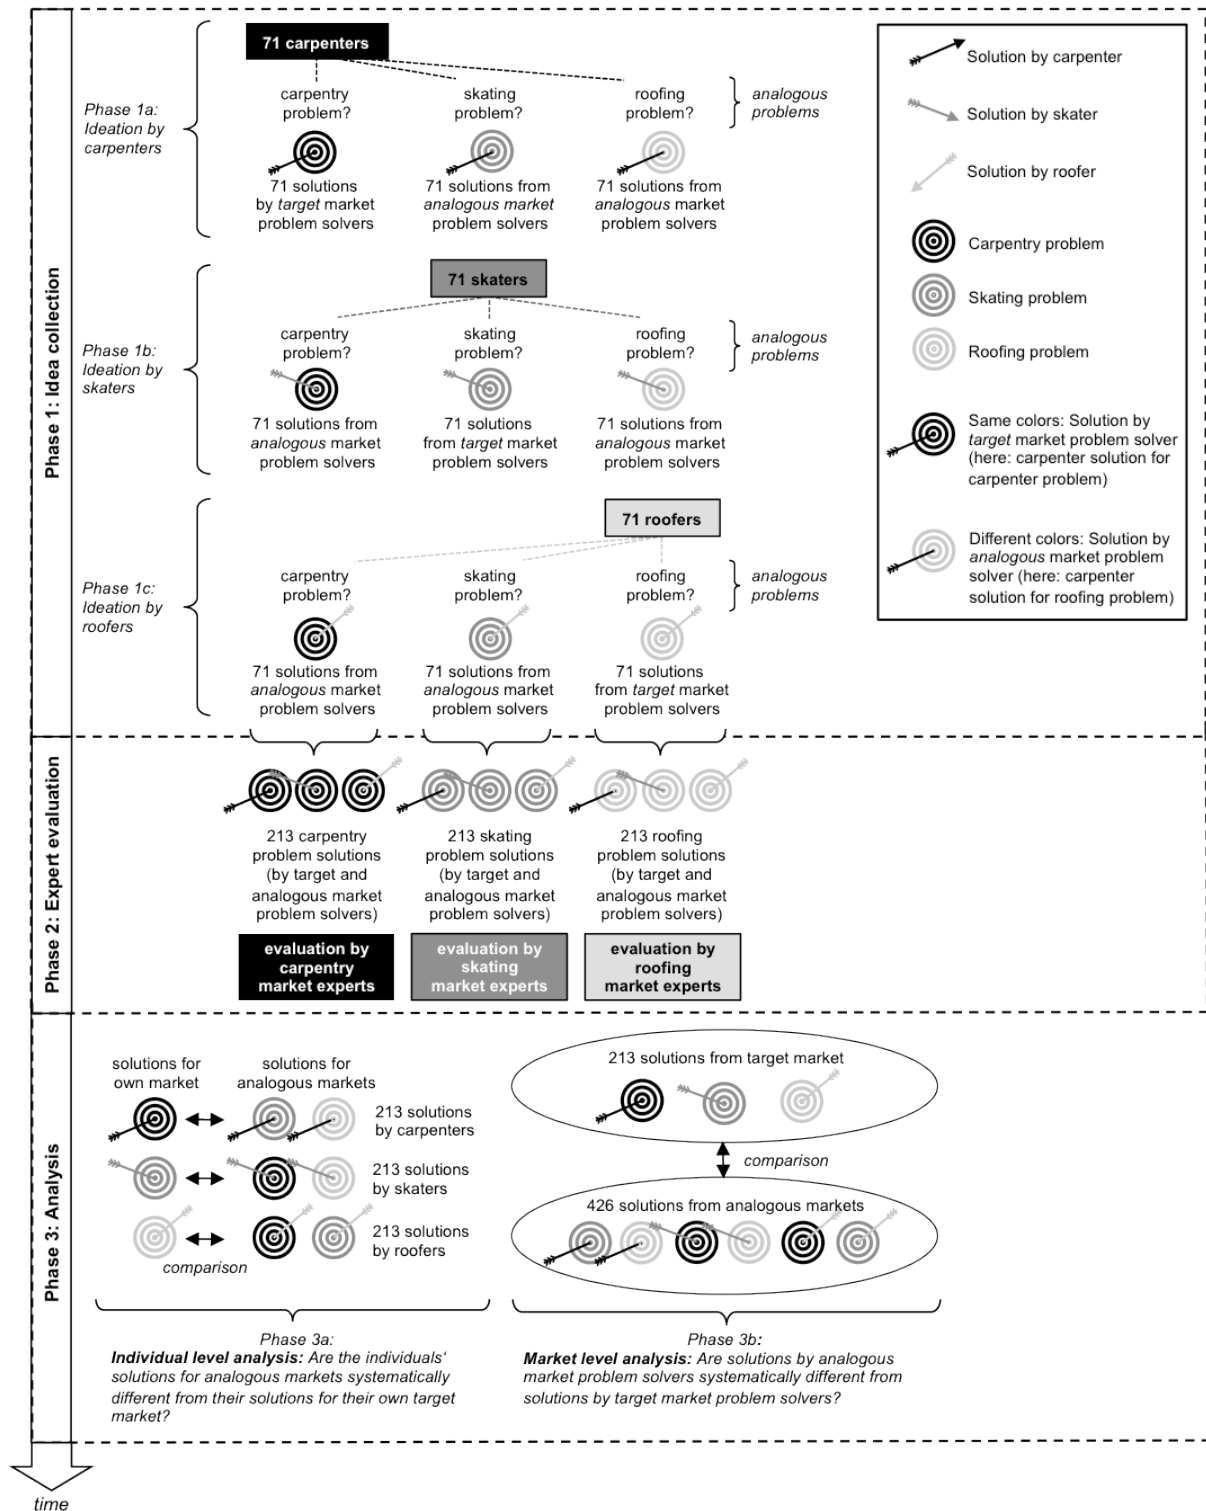 Phase 1: Idea collection
71 carpenters
Phase 1a:
Ideation by
carpenters
carpentry
problem?
skating
problem?
roofing
problem?
analogous
problems
71 solutions
by target market
problem solvers
71 solutions from
analogous market
problem solvers
71 solutions from
analogous market
problem solvers
71 skaters
Phase 1b:
Ideation by
skaters
carpentry
problem?
skating
problem?
roofing
problem?
analogous
problems
71 solutions from
analogous market
problem solvers
71 solutions
from target market
problem solvers
71 solutions from
analogous market
problem solvers
71 roofers
Phase 1c:
Ideation by
roofers
carpentry
problem?
skating
problem?
roofing
problem?
analogous
problems
71 solutions from
analogous market
problem solvers
71 solutions from
analogous market
problem solvers
71 solutions
from target market
problem solvers
Solution by carpenter
Solution by skater
Solution by roofer
Carpentry problem
Skating problem
Roofing problem
Same colors: Solution by
target market problem solver
(here: carpenter solution for
carpenter problem)
Different colors: Solution by
analogous market problem
solver (here: carpenter
solution for roofing problem)
Phase 2: Expert evaluation
213 carpentry
problem solutions
(by target and
analogous market
problem solvers)
213 skating
problem solutions
(by target and
analogous market
problem solvers)
213 roofing
problem solutions
(by target and
analogous market
problem solvers)
evaluation by
carpentry
market experts
evaluation by
skating
market experts
evaluation by
roofing
market experts
Phase 3: Analysis
solutions for
own market
solutions for
analogous markets
213 solutions
by carpenters
213 solutions
by skaters
213 solutions
by roofers
comparison
213 solutions from target market
comparison
426 solutions from analogous markets
Phase 3a:
Individual level analysis: Are the individuals‘
solutions for analogous markets systematically
different from their solutions for their own target
market?
Phase 3b:
Market level analysis: Are solutions by analogous
market problem solvers systematically different from
solutions by target market problem solvers?
time